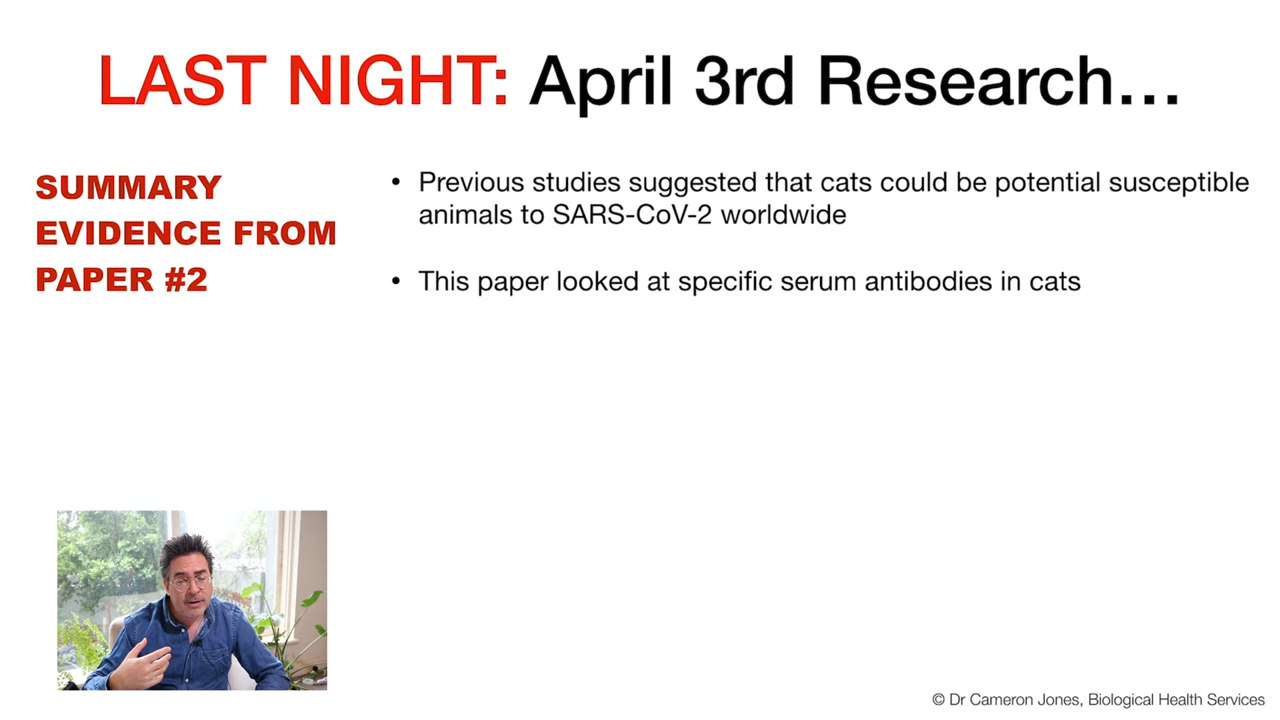 LAST NIGHT: April 3rd Research…
SUMMARY
EVIDENCE FROM
PAPER #2
• Previous studies suggested that cats could be potential susceptible
animals to SARS-CoV-2 worldwide
• This paper looked at specific serum antibodies in cats
© Dr Cameron Jones, Biological Health Services